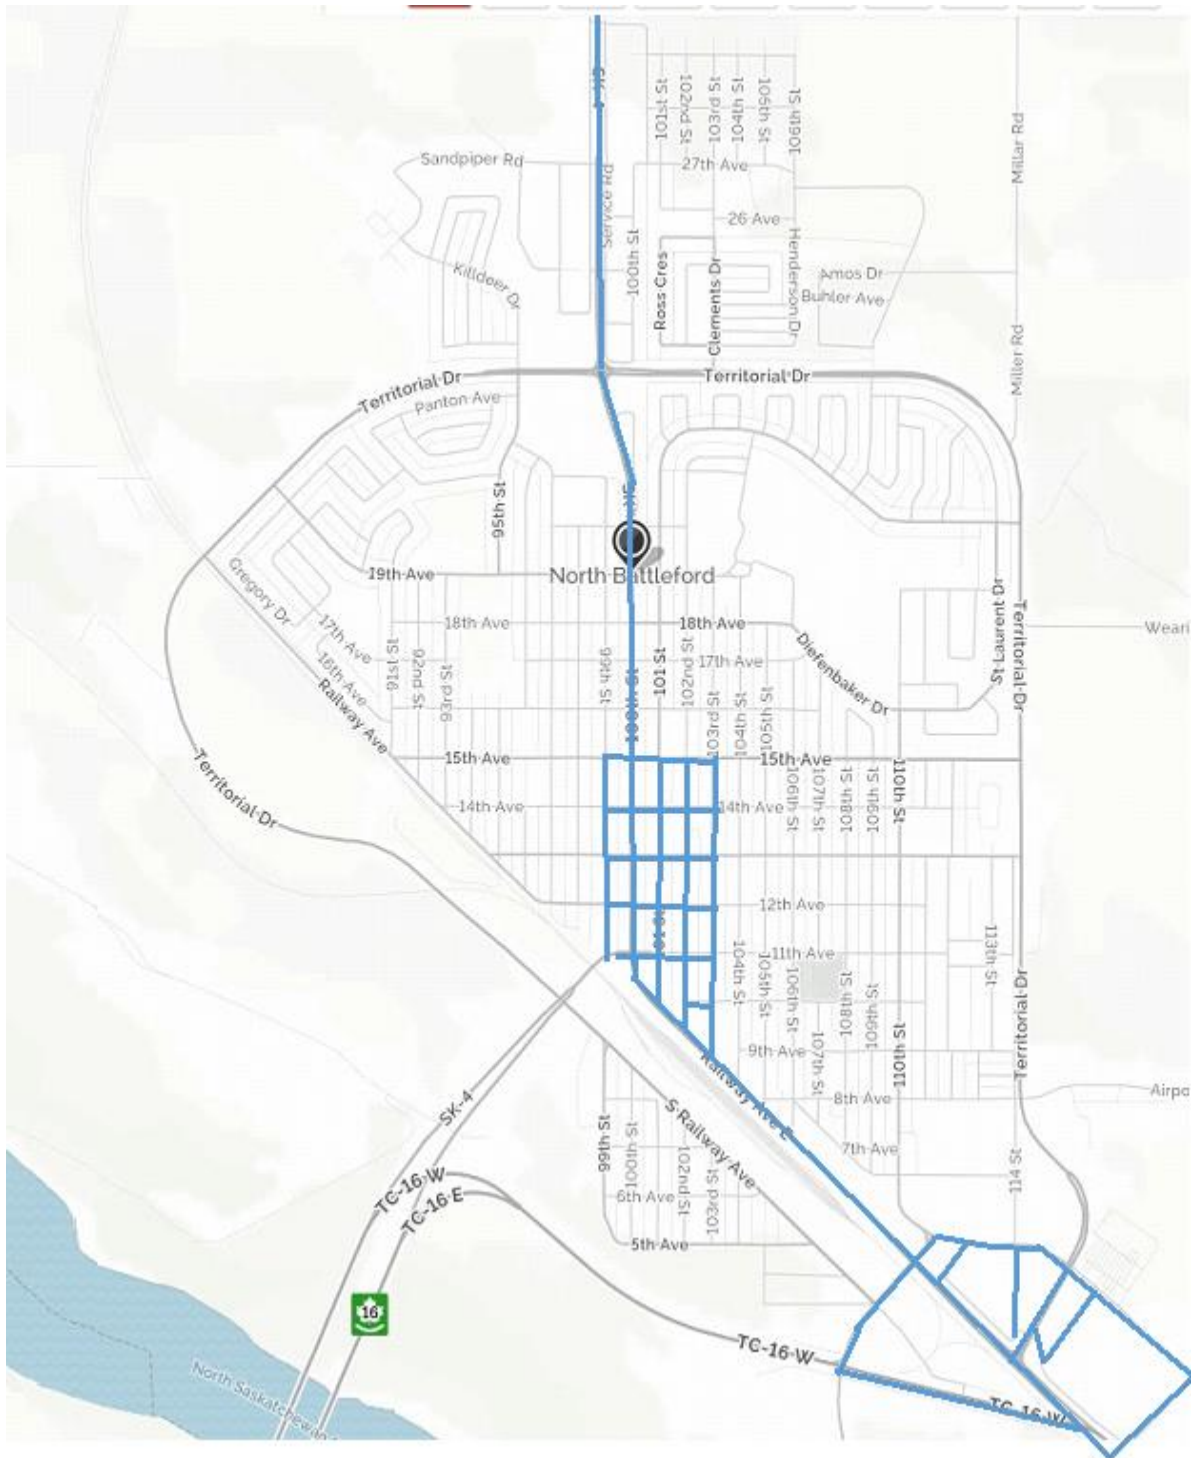 SK-4
101st St
102nd St
103rd St
104th St
105th St
106th St
Millar Rd
Sandpiper Rd
27th Ave
Service Rd
26 Ave
100th St
Ross Cres
Clements Dr
Henderson Dr
Killdeer Dr
Amos Dr
Buhler Ave
Miller Rd
Territorial Dr
Territorial Dr
Panton Ave
95th St
19th Ave
North Battleford
Gregory Dr
17th Ave
16th Ave
91st St
92nd St
93rd St
18th Ave
99th St
100th St
101 St
102nd St
18th Ave
17th Ave
103rd St
104th St
105th St
Diefenbaker Dr
St Laurent Dr
Territorial Dr
Weari
Railway Ave
15th Ave
15th Ave
Territorial Dr
14th Ave
14th Ave
109th St
107th St
108th St
109th St
110th St
12th Ave
101 St
11th Ave
113th St
104th St
105th St
106th St
107th St
108th St
109th St
110th St
Territorial Dr
9th Ave
Railway Ave E
8th Ave
Airpo
SK-4
S Railway Ave
7th Ave
99th St
100th St
102nd St
103rd St
114 St
TC-16 W
TC-16 E
6th Ave
5th Ave
16
TC-16 W
TC-16 W
North Saskatchewan